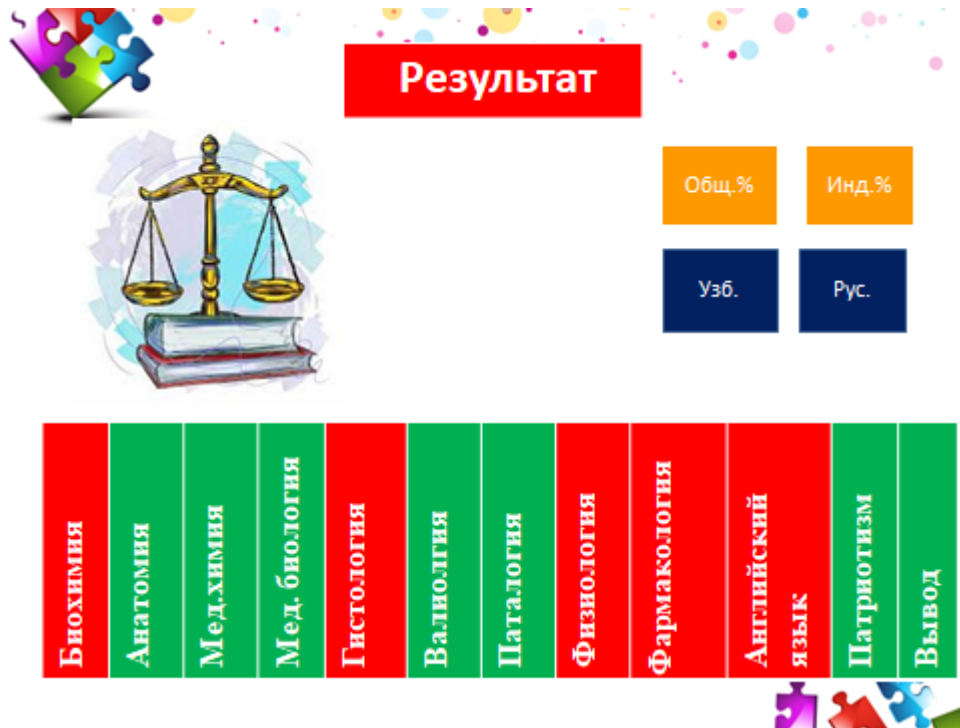 Результат
Общ.%
Инд.%
Узб.
Рус.
Биохимия
Анатомия
Мед.химия
Мед. биология
Гистология
Валиолгия
Паталогия
Физиология
Фармакология
Английский
язык
Патриотизм
Вывод